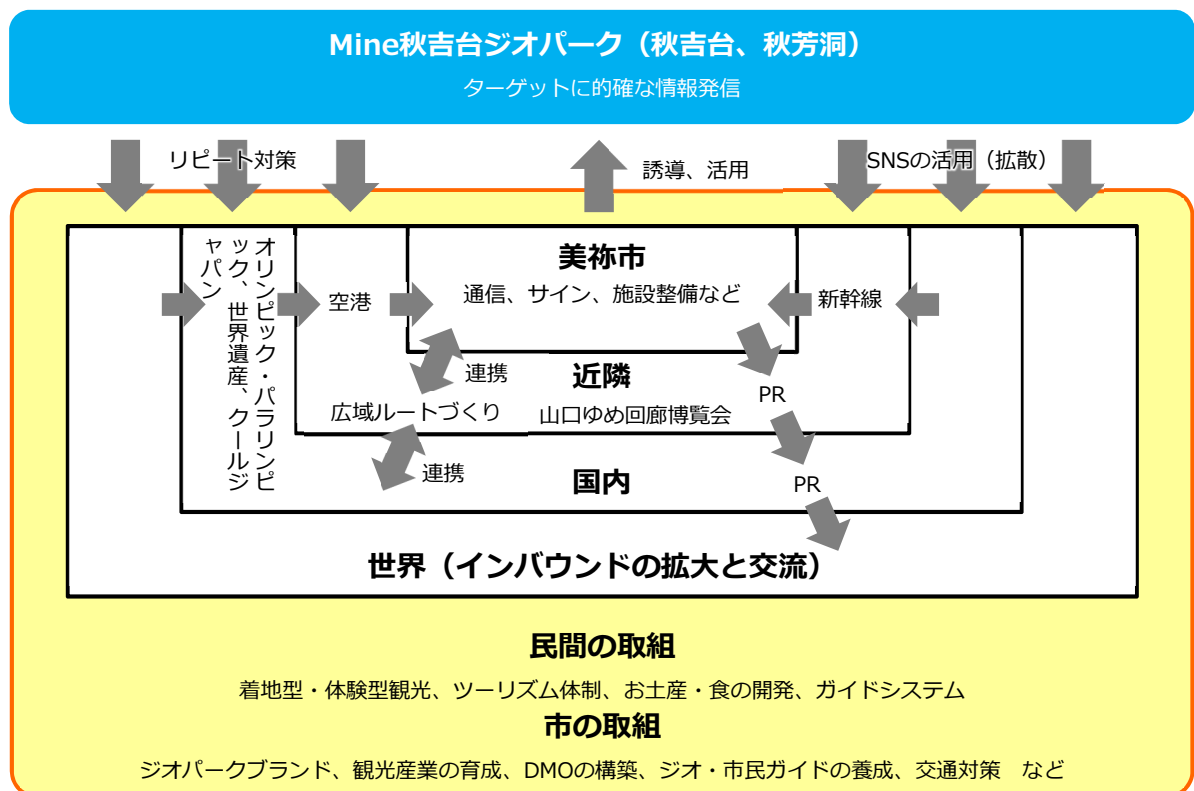 Mine秋吉台ジオパーク（秋吉台、秋芳洞）
ターゲットに的確な情報発信
リピート対策
誘導、活用
SNSの活用（拡散）
オリンピック・パラリンピ
ック、世界遺産、クールジ
ャパン
空港
美祢市
通信、サイン、施設整備など
新幹線
連携
近隣
PR
広域ルートづくり
山口ゆめ回廊博覧会
連携
国内
PR
世界（インバウンドの拡大と交流）
民間の取組
着地型・体験型観光、ツーリズム体制、お土産・食の開発、ガイドシステム
市の取組
ジオパークブランド、観光産業の育成、DMOの構築、ジオ・市民ガイドの養成、交通対策　など